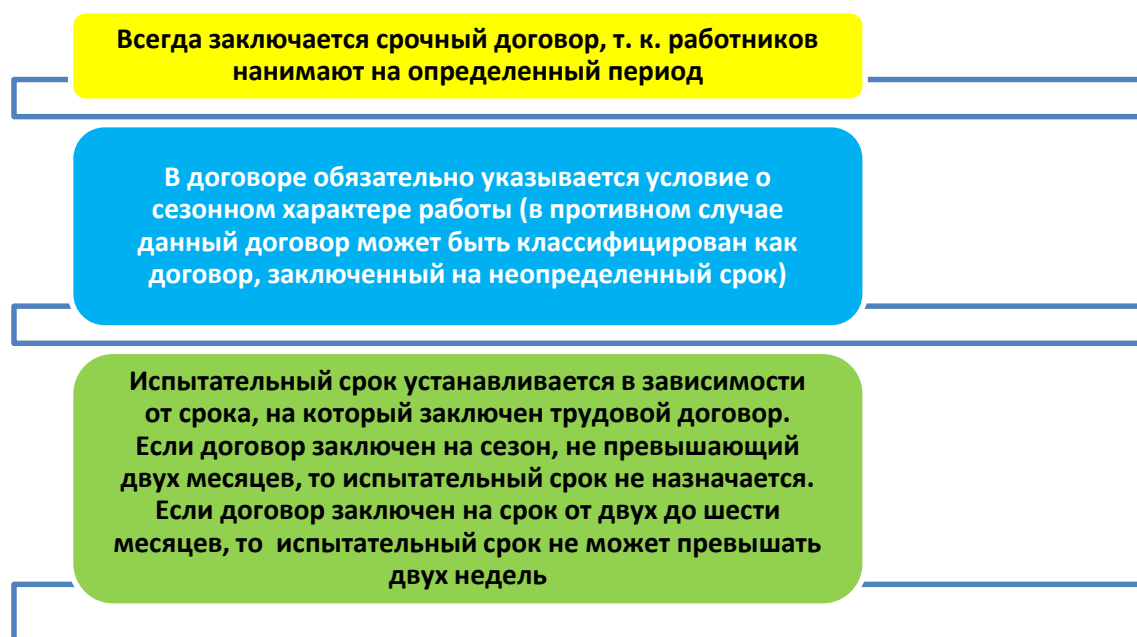 Всегда заключается срочный договор, т. к. работников
нанимают на определенный период
В договоре обязательно указывается условие о
сезонном характере работы (в противном случае
данный договор может быть классифицирован как
договор, заключенный на неопределенный срок)
Испытательный срок устанавливается в зависимости
от срока, на который заключен трудовой договор.
Если договор заключен на сезон, не превышающий
двух месяцев, то испытательный срок не назначается.
Если договор заключен на срок от двух до шести
месяцев, то испытательный срок не может превышать
двух недель